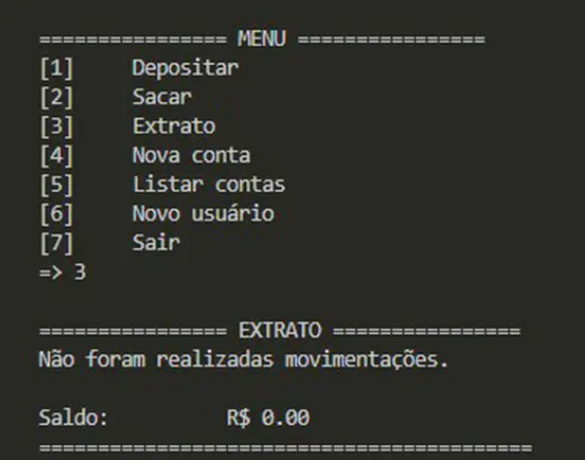 ================ MENU ================
[1]	Depositar
[2]	Sacar
[3]	Extrato
[4]	Nova conta
[5]	Listar contas
[6]	Novo usuário
[7]	Sair
=> 3
================ EXTRATO ================
Não foram realizadas movimentações.
Saldo:		R$ 0.00
==========================================